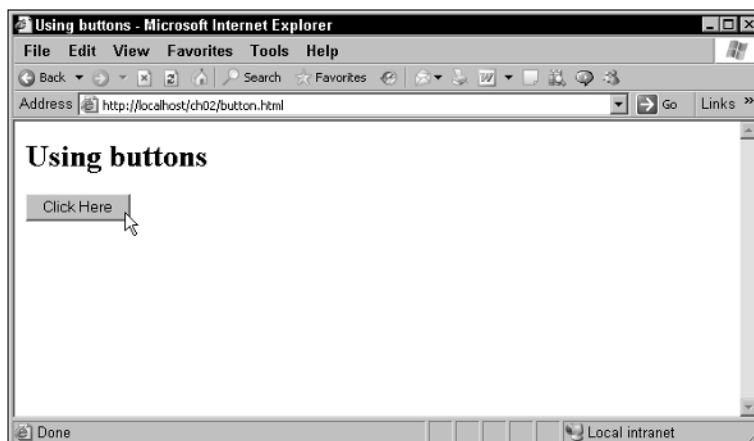 Using buttons - Microsoft Internet Explorer
File Edit View Favorites Tools Help
Back Search Favorites W
Address http://localhost/ch02/button.html Go Links »
Using buttons
Click Here
Done Local intranet